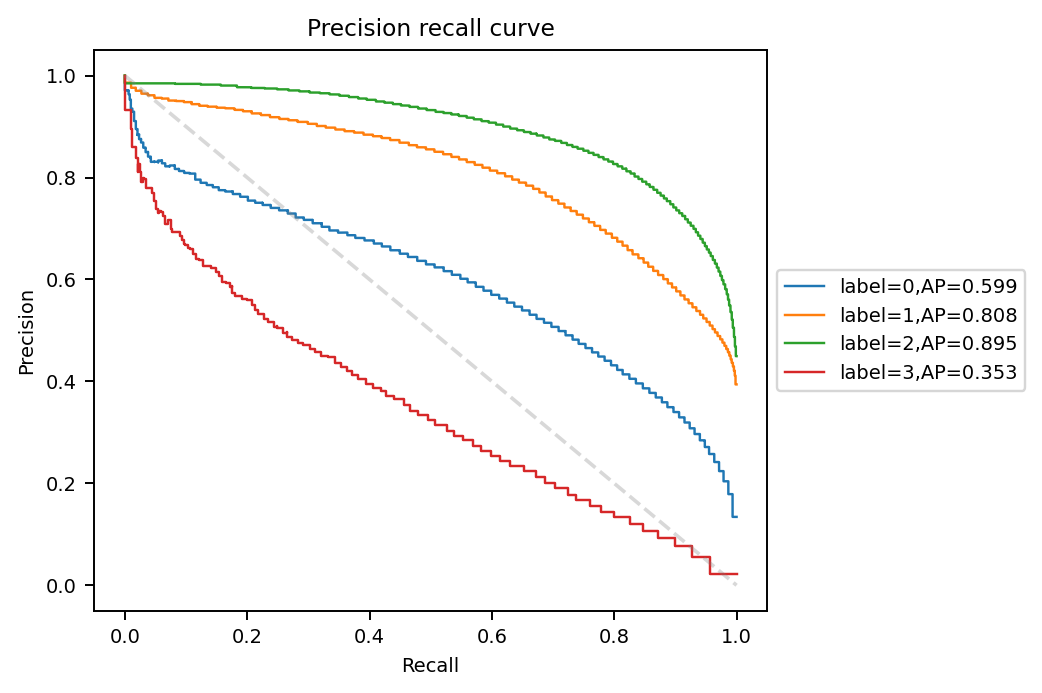 Precision recall curve
1.0
0.8
0.6
0.4
0.2
0.0
Precision
0.0 0.2 0.4 0.6 0.8 1.0
Recall
label=0,AP=0.599
label=1,AP=0.808
label=2,AP=0.895
label=3,AP=0.353